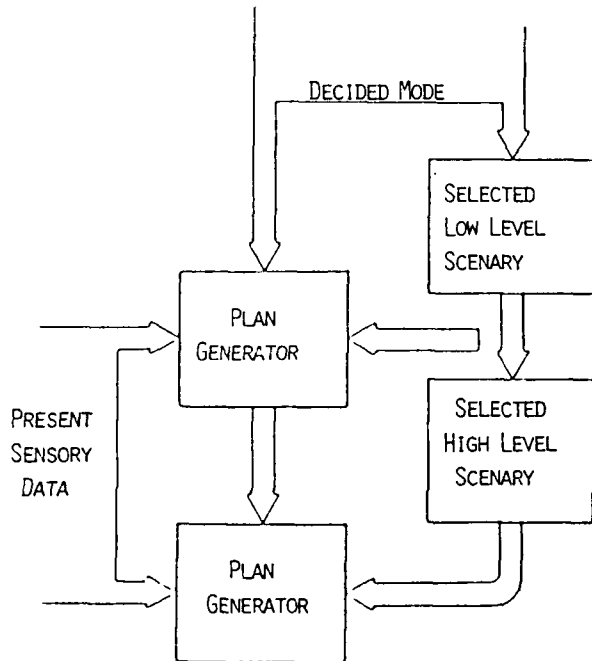 DECIDED MODE
SELECTED
LOW LEVEL
SCENARY
PLAN
GENERATOR
SELECTED
HIGH LEVEL
SCENARY
PRESENT
SENSORY
DATA
PLAN
GENERATOR